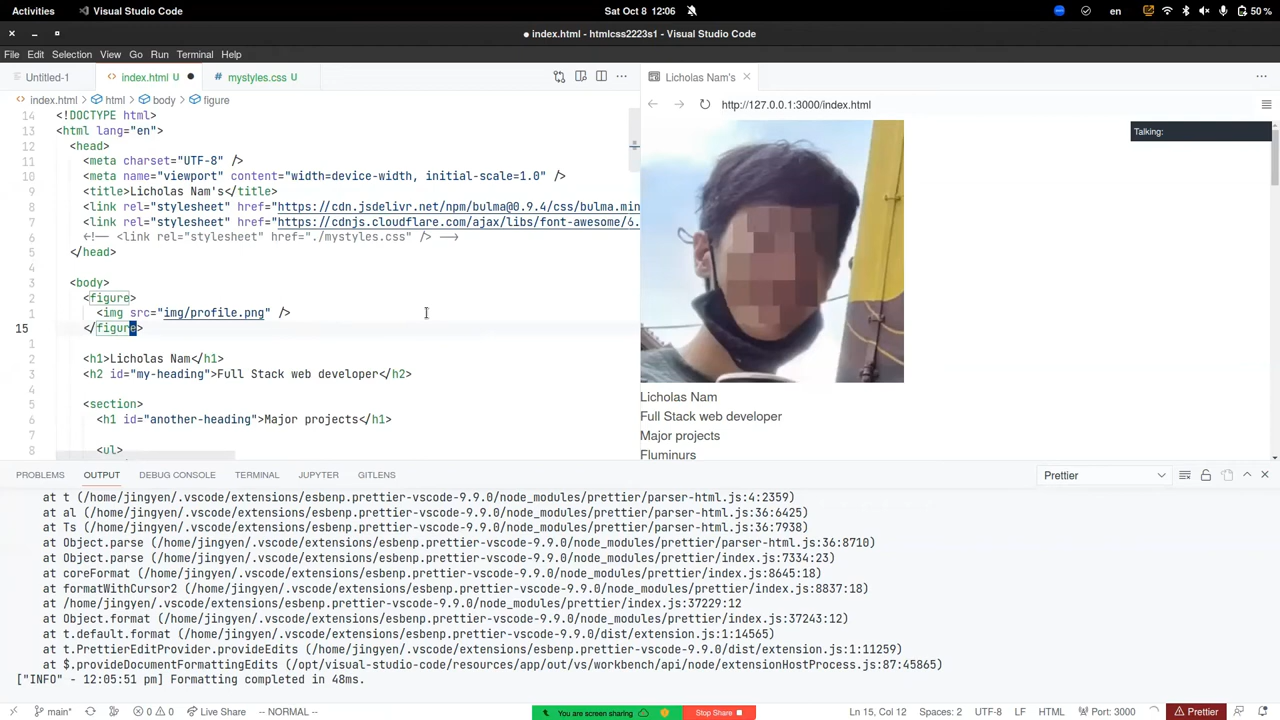 Activities Visual Studio Code Sat Oct 8 12:06 en 50 %
● index.html - htmlcss2223s1 - Visual Studio Code
File Edit Selection View Go Run Terminal Help
Untitled-1 <> index.html U ● # mystyles.css U ··· Licholas Nam's × ···
<> index.html > html > body > figure http://127.0.0.1:3000/index.html
14 <!DOCTYPE html>
13 <html lang="en">
12 <head>
11 <meta charset="UTF-8" />
10 <meta name="viewport" content="width=device-width, initial-scale=1.0" />
9 <title>Licholas Nam's</title>
8 <link rel="stylesheet" href="https://cdn.jsdelivr.net/npm/bulma@0.9.4/css/bulma.min
7 <link rel="stylesheet" href="https://cdnjs.cloudflare.com/ajax/libs/font-awesome/6.
6 <!-- <link rel="stylesheet" href="./mystyles.css" /> -->
5 </head>
4
3 <body>
2 <figure>
1 <img src="img/profile.png" />
15 </figure>
1
2 <h1>Licholas Nam</h1>
3 <h2 id="my-heading">Full Stack web developer</h2>
4
5 <section>
6 <h1 id="another-heading">Major projects</h1>
7
8 <ul>
Talking:
Licholas Nam
Full Stack web developer
Major projects
Fluminurs
PROBLEMS OUTPUT DEBUG CONSOLE TERMINAL JUPYTER GITLENS Prettier
at t (/home/jingyen/.vscode/extensions/esbenp.prettier-vscode-9.9.0/node_modules/prettier/parser-html.js:4:2359)
at al (/home/jingyen/.vscode/extensions/esbenp.prettier-vscode-9.9.0/node_modules/prettier/parser-html.js:36:6425)
at Ts (/home/jingyen/.vscode/extensions/esbenp.prettier-vscode-9.9.0/node_modules/prettier/parser-html.js:36:7938)
at Object.parse (/home/jingyen/.vscode/extensions/esbenp.prettier-vscode-9.9.0/node_modules/prettier/parser-html.js:36:8710)
at Object.parse (/home/jingyen/.vscode/extensions/esbenp.prettier-vscode-9.9.0/node_modules/prettier/index.js:7334:23)
at coreFormat (/home/jingyen/.vscode/extensions/esbenp.prettier-vscode-9.9.0/node_modules/prettier/index.js:8645:18)
at formatWithCursor2 (/home/jingyen/.vscode/extensions/esbenp.prettier-vscode-9.9.0/node_modules/prettier/index.js:8837:18)
at /home/jingyen/.vscode/extensions/esbenp.prettier-vscode-9.9.0/node_modules/prettier/index.js:37229:12
at Object.format (/home/jingyen/.vscode/extensions/esbenp.prettier-vscode-9.9.0/node_modules/prettier/index.js:37243:12)
at t.default.format (/home/jingyen/.vscode/extensions/esbenp.prettier-vscode-9.9.0/dist/extension.js:1:14565)
at t.PrettierEditProvider.provideEdits (/home/jingyen/.vscode/extensions/esbenp.prettier-vscode-9.9.0/dist/extension.js:1:11259)
at $.provideDocumentFormattingEdits (/opt/visual-studio-code/resources/app/out/vs/workbench/api/node/extensionHostProcess.js:87:45865)
["INFO" - 12:05:51 pm] Formatting completed in 48ms.
main* 0 0 Live Share -- NORMAL -- You are screen sharing Stop Share Ln 15, Col 12 Spaces: 2 UTF-8 LF HTML Port: 3000 Prettier